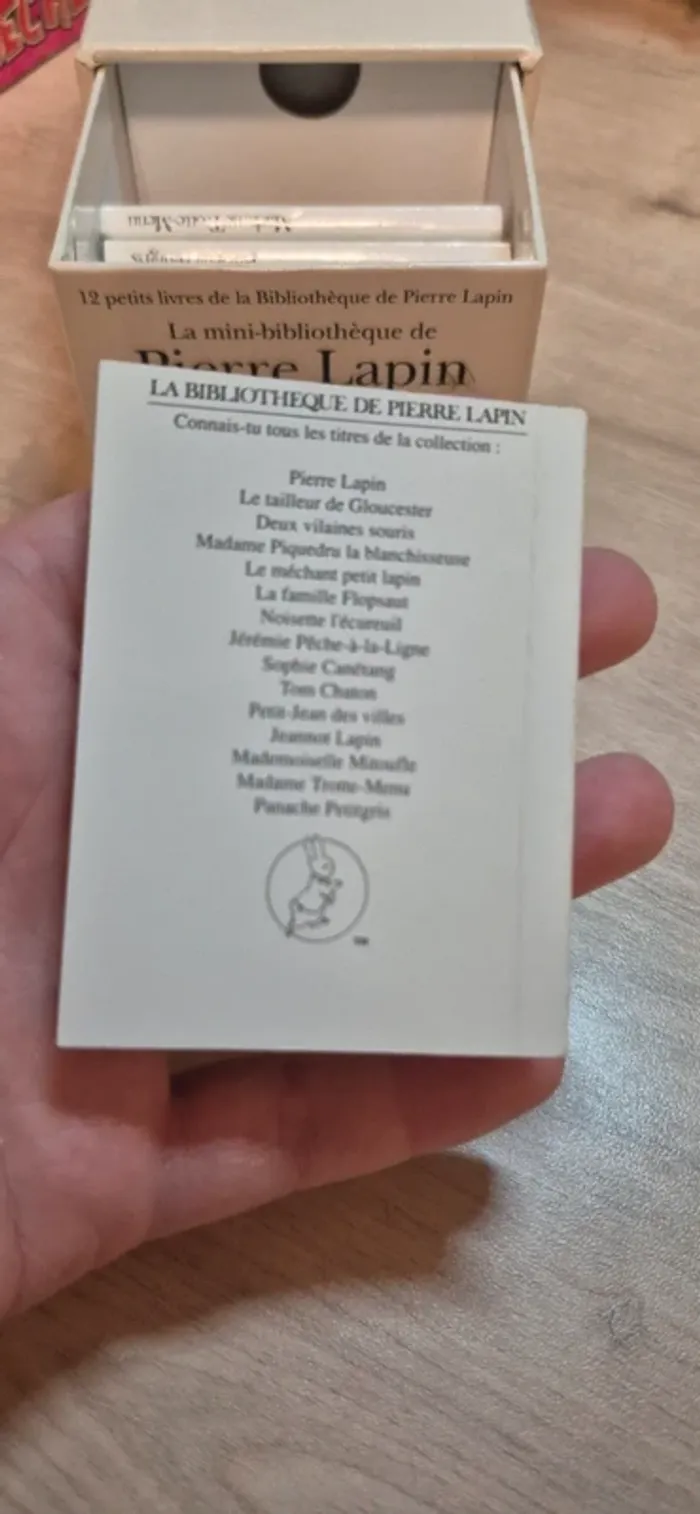 12 petits livres de la Bibliothèque de Pierre Lapin
La mini-bibliothèque de
Pierre Lapin
LA BIBLIOTHEQUE DE PIERRE LAPIN
Connais-tu tous les titres de la collection :
Pierre Lapin
Le tailleur de Gloucester
Deux vilaines souris
Madame Piquedru la blanchisseuse
Le méchant petit lapin
La famille Flopsaut
Noisette l'écureuil
Jérémie Pêche-à-la-Ligne
Sophie Canétang
Tom Chaton
Petit-Jean des villes
Jeannot Lapin
Mademoiselle Mitoufle
Madame Trotte-Menu
Panache Petitgris